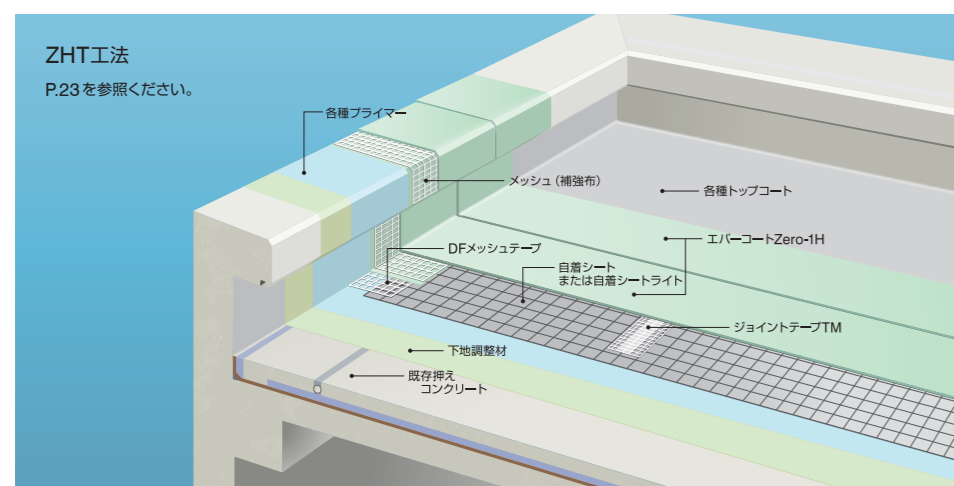 ZHT工法
P.23を参照ください。
各種プライマー
メッシュ（補強布）
各種トップコート
DFメッシュテープ
エバーコートZero-1H
自着シート
または自着シートライト
ジョイントテープTM
下地調整材
既存押え
コンクリート